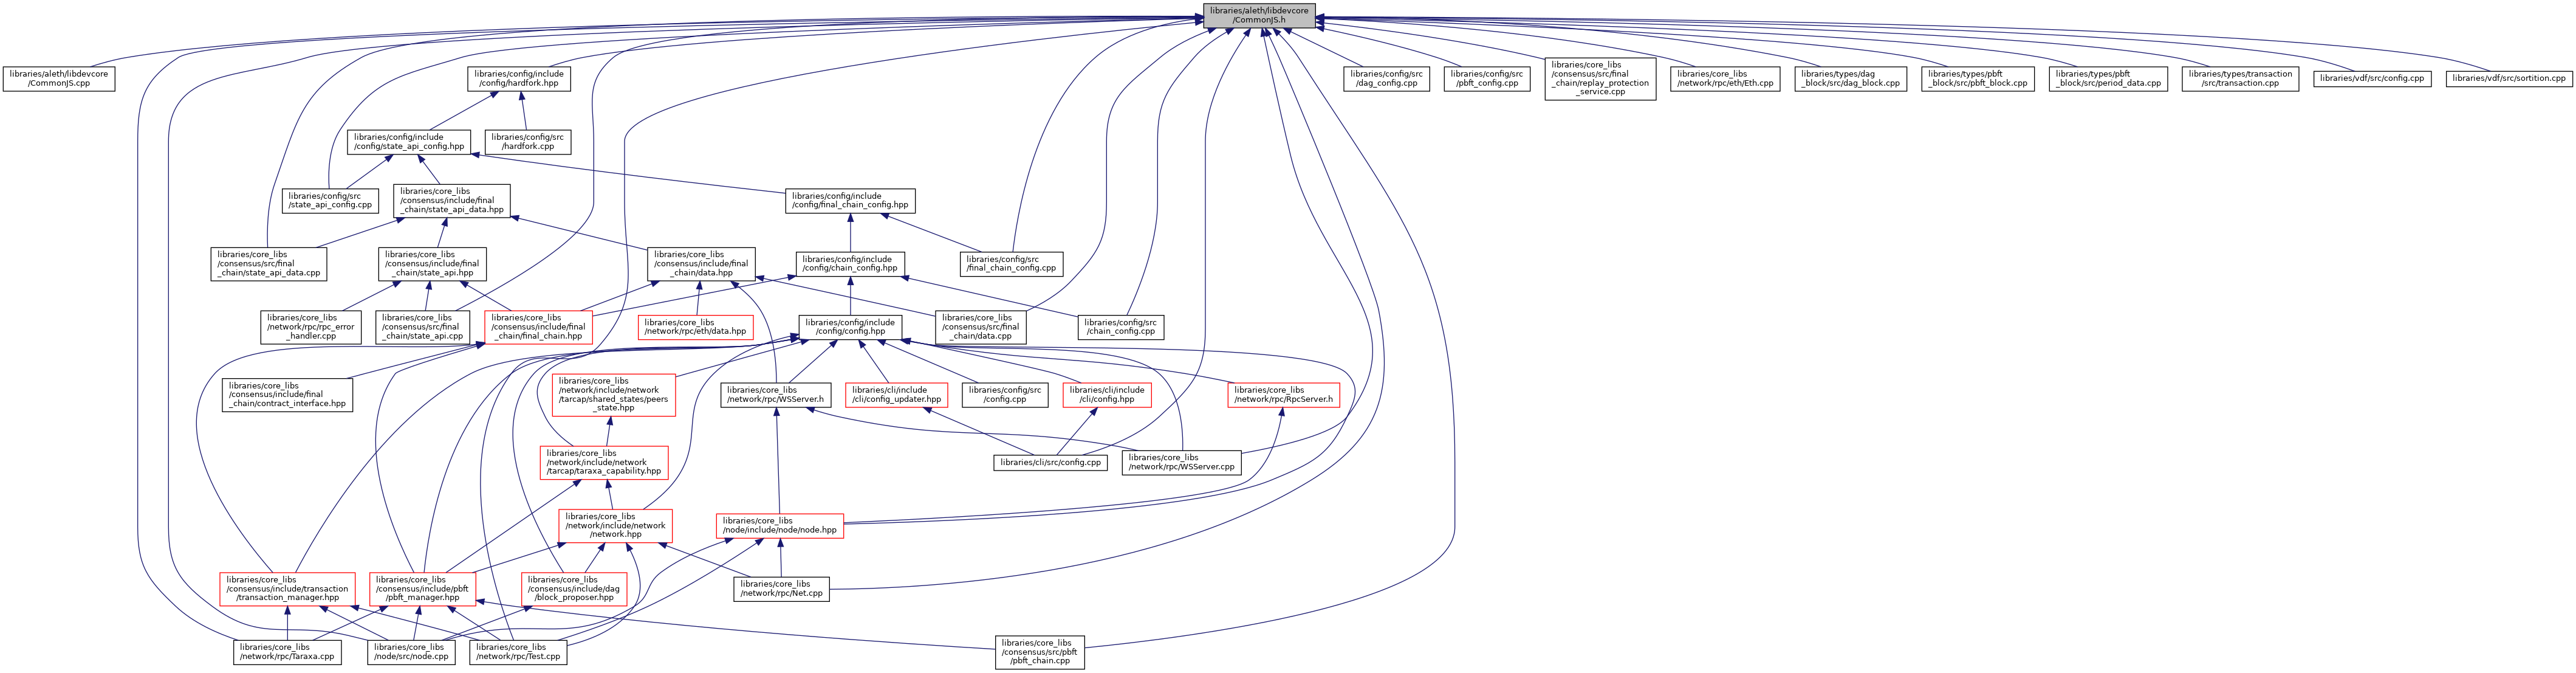 libraries/aleth/libdevcore
/CommonJS.h
libraries/aleth/libdevcore
/CommonJS.cpp
libraries/config/include
/config/hardfork.hpp
libraries/config/src
/dag_config.cpp
libraries/config/src
/pbft_config.cpp
libraries/core_libs
/consensus/src/final
_chain/replay_protection
_service.cpp
libraries/core_libs
/network/rpc/eth/Eth.cpp
libraries/types/dag
_block/src/dag_block.cpp
libraries/types/pbft
_block/src/pbft_block.cpp
libraries/types/pbft
_block/src/period_data.cpp
libraries/types/transaction
/src/transaction.cpp
libraries/vdf/src/config.cpp
libraries/vdf/src/sortition.cpp
libraries/config/include
/config/state_api_config.hpp
libraries/config/src
/hardfork.cpp
libraries/config/src
/state_api_config.cpp
libraries/core_libs
/consensus/include/final
_chain/state_api_data.hpp
libraries/config/include
/config/final_chain_config.hpp
libraries/core_libs
/consensus/src/final
_chain/state_api_data.cpp
libraries/core_libs
/consensus/include/final
_chain/state_api.hpp
libraries/core_libs
/consensus/include/final
_chain/data.hpp
libraries/config/include
/config/chain_config.hpp
libraries/config/src
/final_chain_config.cpp
libraries/core_libs
/network/rpc/rpc_error
_handler.cpp
libraries/core_libs
/consensus/src/final
_chain/state_api.cpp
libraries/core_libs
/consensus/include/final
_chain/final_chain.hpp
libraries/core_libs
/network/rpc/eth/data.hpp
libraries/config/include
/config/config.hpp
libraries/core_libs
/consensus/src/final
_chain/data.cpp
libraries/config/src
/chain_config.cpp
libraries/core_libs
/consensus/include/final
_chain/contract_interface.hpp
libraries/core_libs
/network/include/network
/tarcap/shared_states/peers
_state.hpp
libraries/core_libs
/network/rpc/WSServer.h
libraries/cli/include
/cli/config_updater.hpp
libraries/config/src
/config.cpp
libraries/cli/include
/cli/config.hpp
libraries/core_libs
/network/rpc/RpcServer.h
libraries/core_libs
/network/include/network
/tarcap/taraxa_capability.hpp
libraries/cli/src/config.cpp
libraries/core_libs
/network/rpc/WSServer.cpp
libraries/core_libs
/network/include/network
/network.hpp
libraries/core_libs
/node/include/node/node.hpp
libraries/core_libs
/consensus/include/transaction
/transaction_manager.hpp
libraries/core_libs
/consensus/include/pbft
/pbft_manager.hpp
libraries/core_libs
/consensus/include/dag
/block_proposer.hpp
libraries/core_libs
/network/rpc/Net.cpp
libraries/core_libs
/network/rpc/Taraxa.cpp
libraries/core_libs
/node/src/node.cpp
libraries/core_libs
/network/rpc/Test.cpp
libraries/core_libs
/consensus/src/pbft
/pbft_chain.cpp